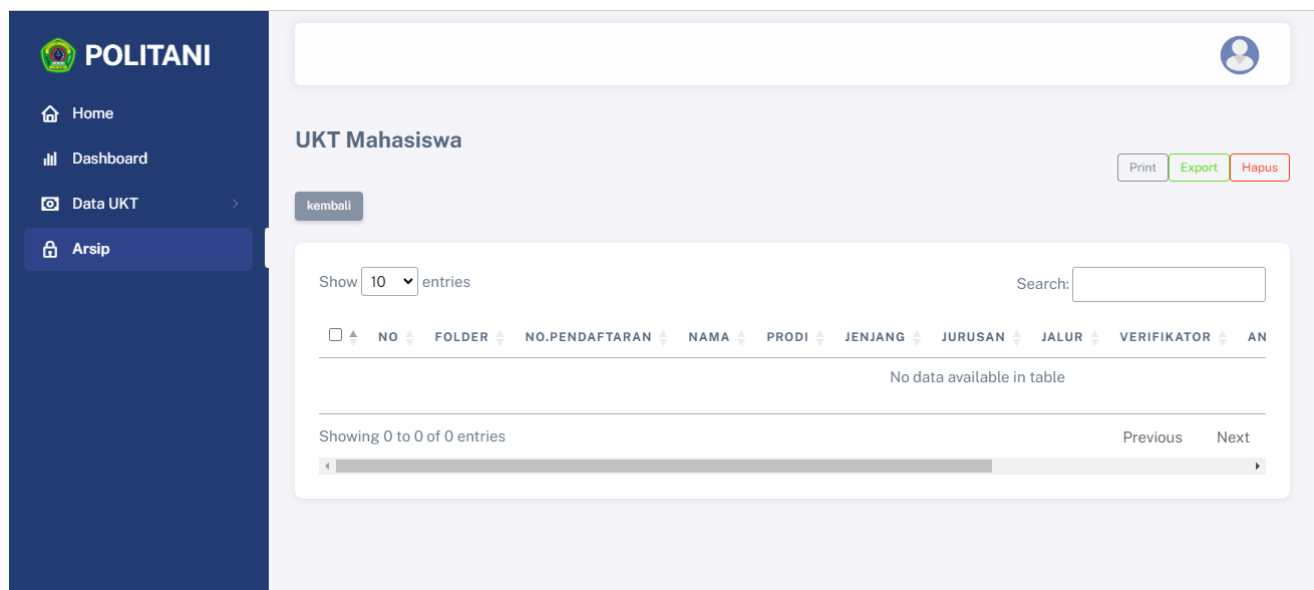 POLITANI
Home
Dashboard
Data UKT
Arsip
UKT Mahasiswa
Print Export Hapus
kembali
Show 10 entries
Search:
NO FOLDER NO.PENDAFTARAN NAMA PRODI JENJANG JURUSAN JALUR VERIFIKATOR AN
No data available in table
Showing 0 to 0 of 0 entries
Previous Next